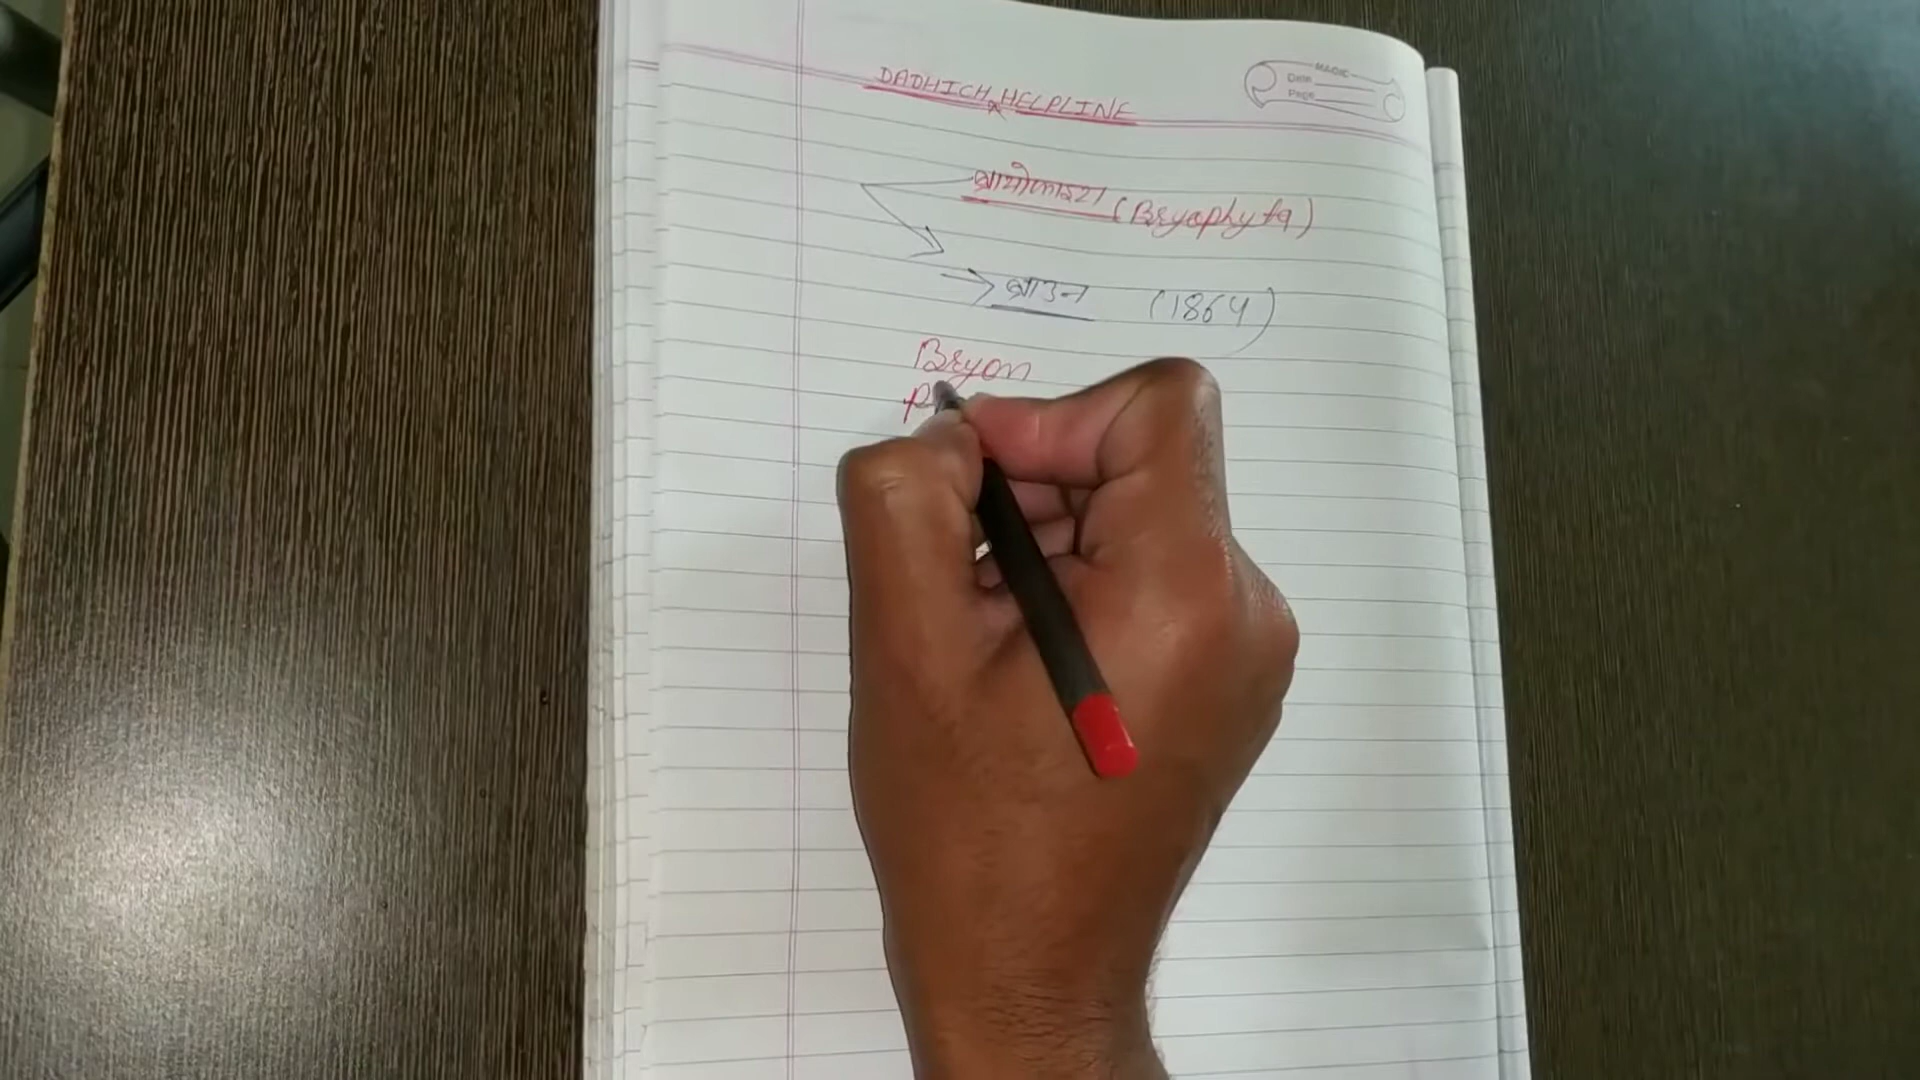 MAGIC
Date
Page
DADHICH HELPLINE
ब्रायोफाइटा (Bryophyta)
→ ब्राउन (1864)
Bryon